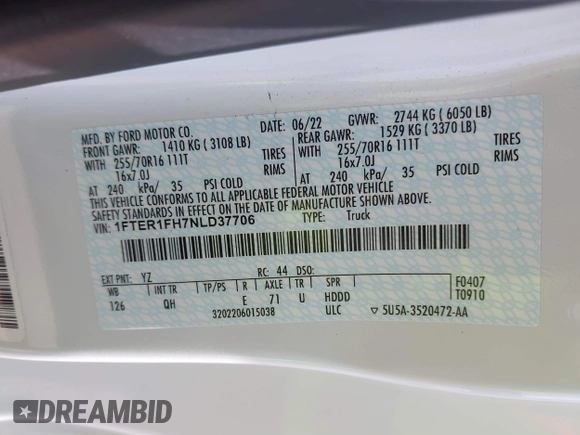 MFD. BY FORD MOTOR CO.
DATE: 06/22 GVWR: 2744 KG ( 6050 LB)
FRONT GAWR: 1410 KG ( 3108 LB) REAR GAWR: 1529 KG ( 3370 LB)
WITH 255/70R16 111T TIRES WITH 255/70R16 111T TIRES
16x7.0J RIMS 16x7.0J RIMS
AT 240 kPa/ 35 PSI COLD AT 240 kPa/ 35 PSI COLD
THIS VEHICLE CONFORMS TO ALL APPLICABLE FEDERAL MOTOR VEHICLE
SAFETY STANDARDS IN EFFECT ON THE DATE OF MANUFACTURE SHOWN ABOVE.
VIN: 1FTER1FH7NLD37706 TYPE: Truck
EXT PNT: YZ RC: 44 DSO:
WB INT TR TP/PS R AXLE TR SPR F0407
126 QH E 71 U HDDD T0910
3202206015038 ULC 5U5A-3520472-AA
DREAMBID